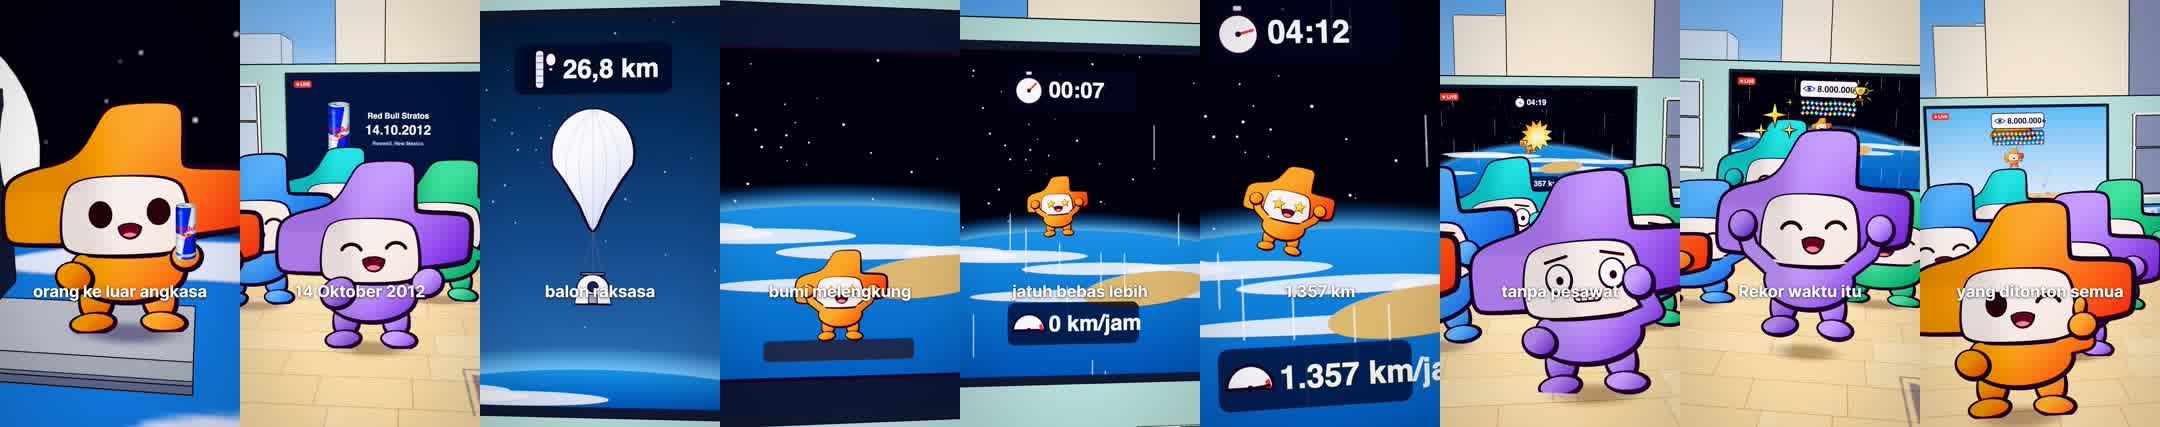 orang ke luar angkasa
LIVE
Red Bull Stratos
14.10.2012
Roswell, New Mexico
14 Oktober 2012
26,8 km
balon raksasa
bumi melengkung
00:07
jatuh bebas lebih
0 km/jam
04:12
1.357 km
1.357 km/ja
LIVE
04:19
357 k
tanpa pesawat
LIVE
8.000.000
Rekor waktu itu
LIVE
8.000.000+
yang ditonton semua